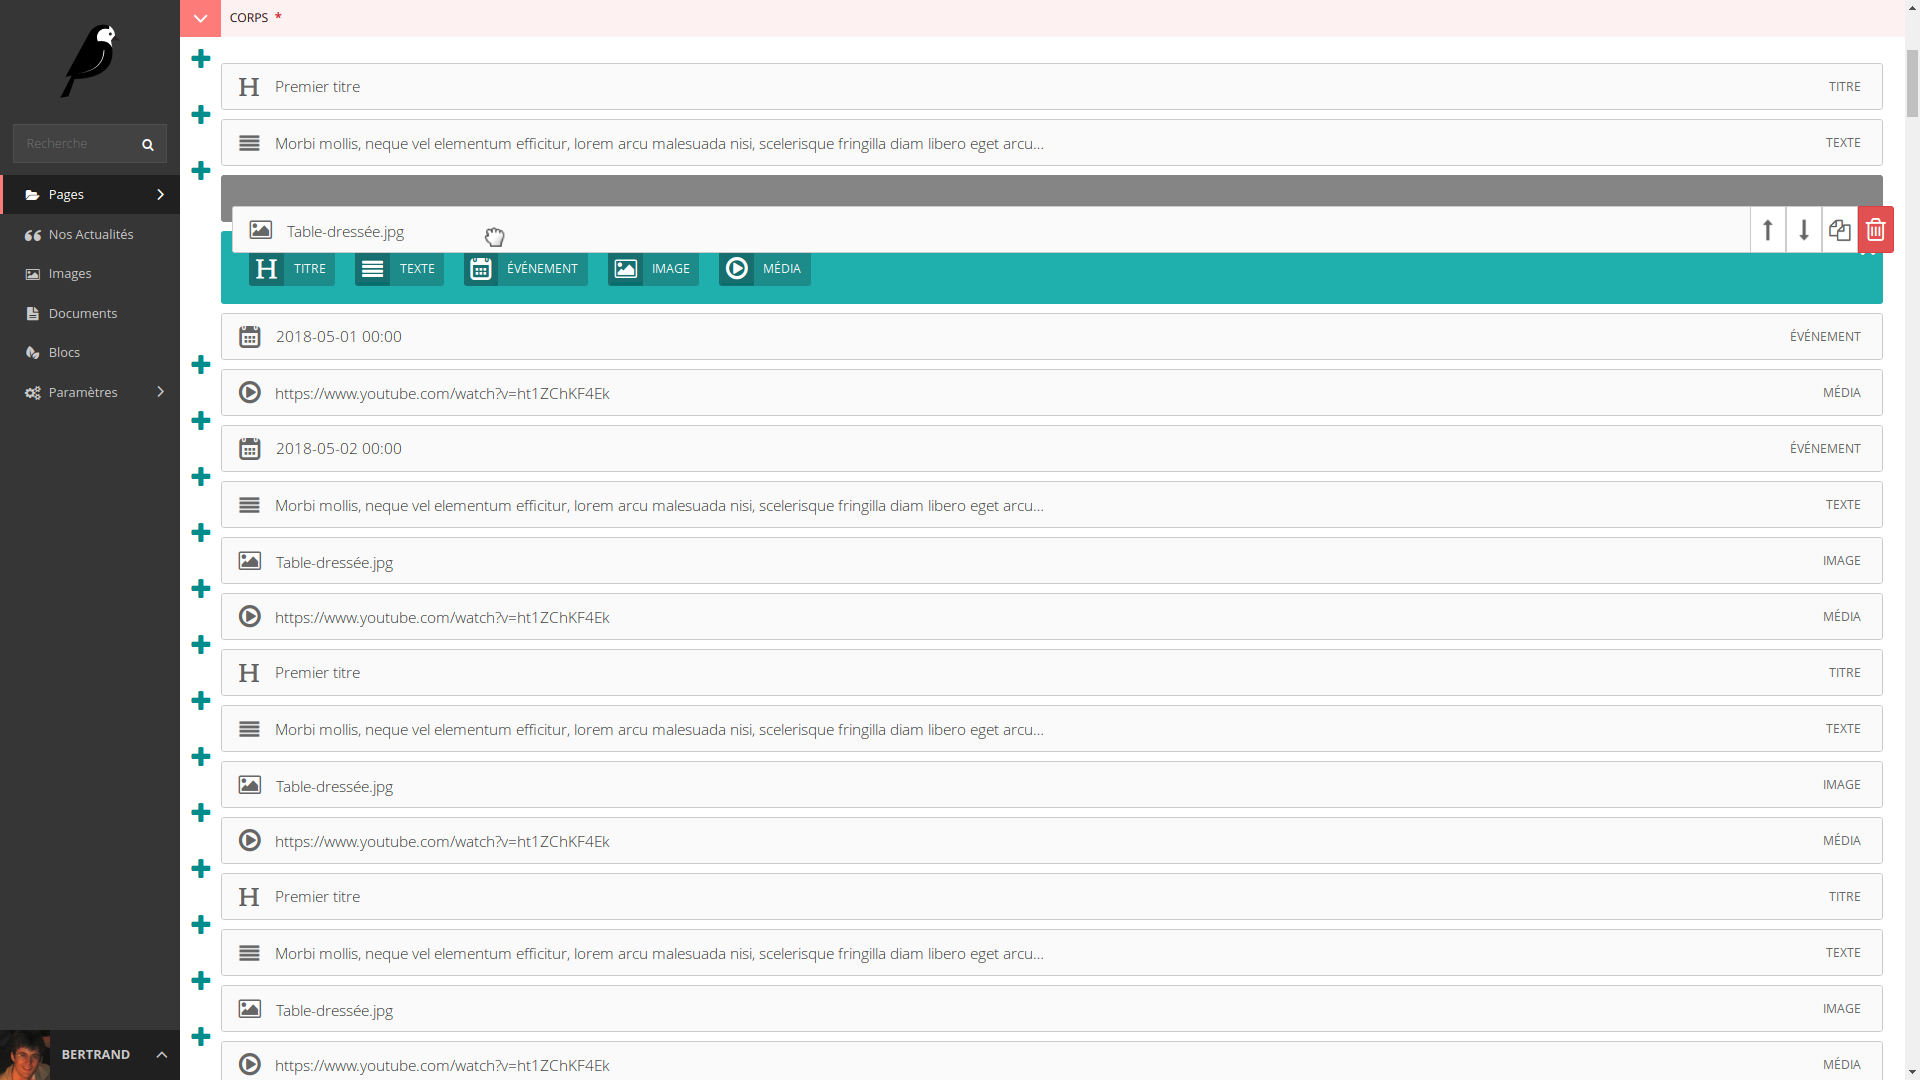 CORPS *
Recherche
Pages
Nos Actualités
Images
Documents
Blocs
Paramètres
BERTRAND
Premier titre TITRE
Morbi mollis, neque vel elementum efficitur, lorem arcu malesuada nisi, scelerisque fringilla diam libero eget arcu... TEXTE
Table-dressée.jpg
TITRE TEXTE ÉVÉNEMENT IMAGE MÉDIA
2018-05-01 00:00 ÉVÉNEMENT
https://www.youtube.com/watch?v=ht1ZChKF4Ek MÉDIA
2018-05-02 00:00 ÉVÉNEMENT
Morbi mollis, neque vel elementum efficitur, lorem arcu malesuada nisi, scelerisque fringilla diam libero eget arcu... TEXTE
Table-dressée.jpg IMAGE
https://www.youtube.com/watch?v=ht1ZChKF4Ek MÉDIA
Premier titre TITRE
Morbi mollis, neque vel elementum efficitur, lorem arcu malesuada nisi, scelerisque fringilla diam libero eget arcu... TEXTE
Table-dressée.jpg IMAGE
https://www.youtube.com/watch?v=ht1ZChKF4Ek MÉDIA
Premier titre TITRE
Morbi mollis, neque vel elementum efficitur, lorem arcu malesuada nisi, scelerisque fringilla diam libero eget arcu... TEXTE
Table-dressée.jpg IMAGE
https://www.youtube.com/watch?v=ht1ZChKF4Ek MÉDIA